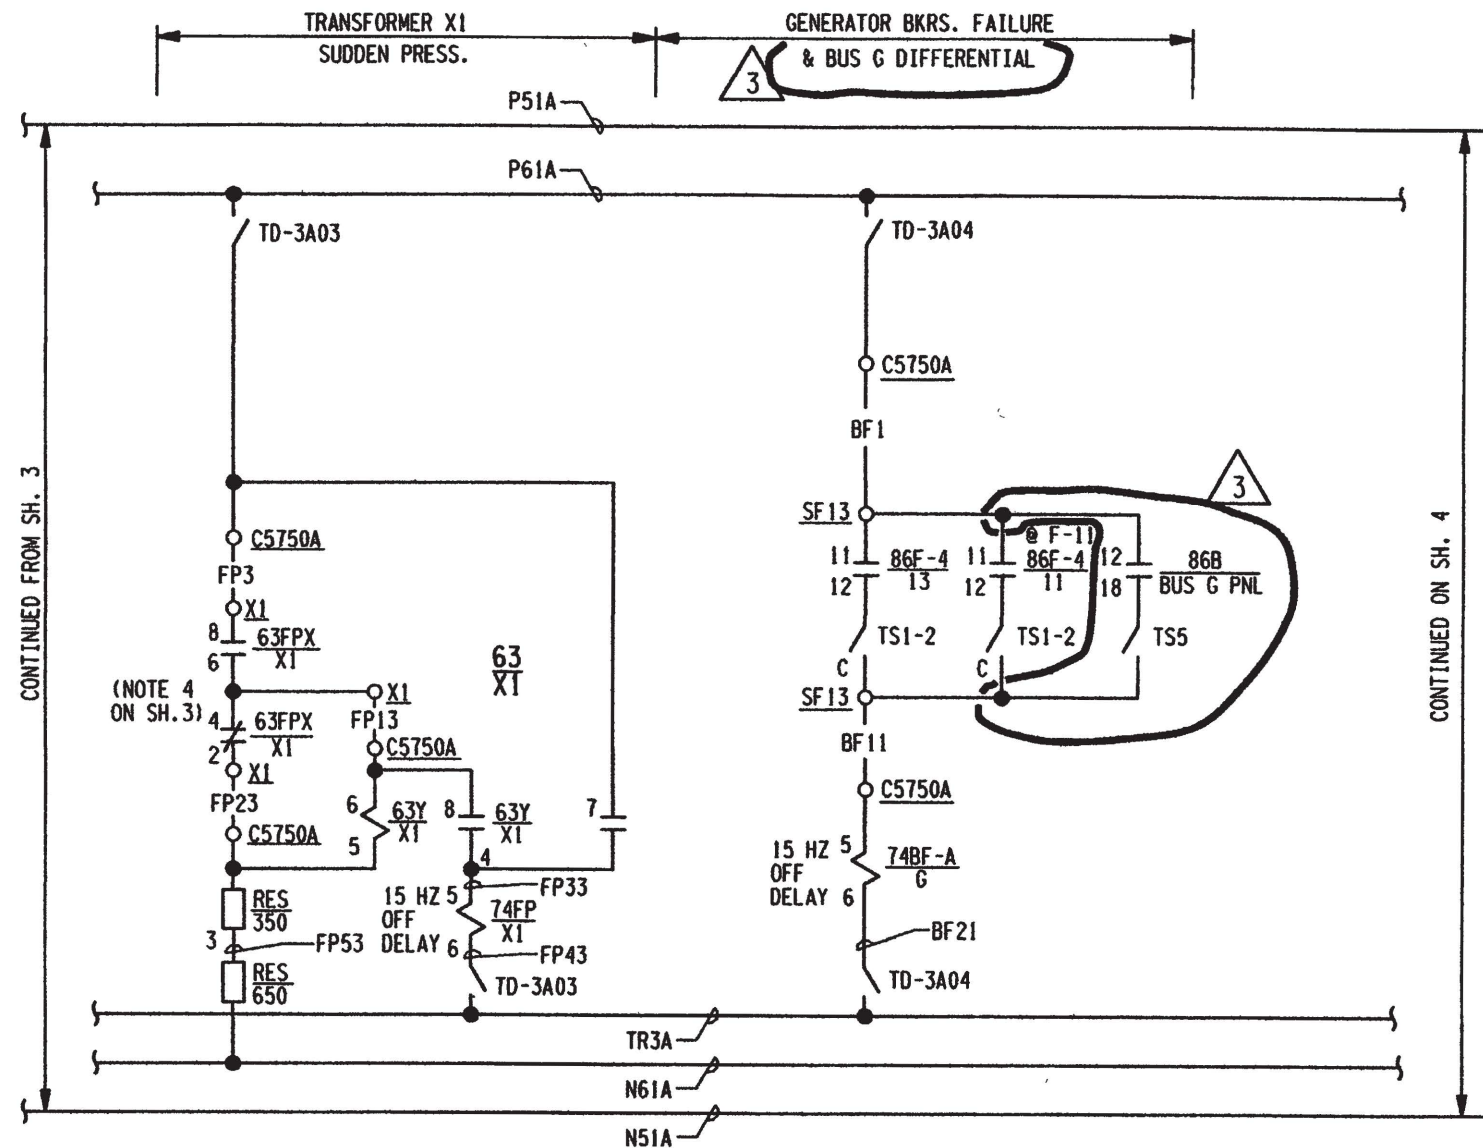 TRANSFORMER X1
SUDDEN PRESS.
GENERATOR BKRS. FAILURE
& BUS G DIFFERENTIAL
3
P51A
P61A
TD-3A03
TD-3A04
C5750A
BF1
CONTINUED FROM SH. 3
CONTINUED ON SH. 4
3
C5750A
FP3
X1
8
6
63FPX
X1
(NOTE 4
ON SH.3)
4
2
63FPX
X1
X1
FP23
C5750A
X1
FP13
C5750A
63
X1
6
5
63Y
X1
8
4
63Y
X1
7
RES
350
3
FP53
RES
650
15 HZ
OFF
DELAY
5
6
74FP
X1
FP33
FP43
TD-3A03
SF13
@ F-11
11
12
86F-4
13
11
12
86F-4
11
12
18
86B
BUS G PNL
TS1-2
C
TS1-2
C
TS5
SF13
BF11
C5750A
15 HZ
OFF
DELAY
5
6
74BF-A
G
BF21
TD-3A04
TR3A
N61A
N51A